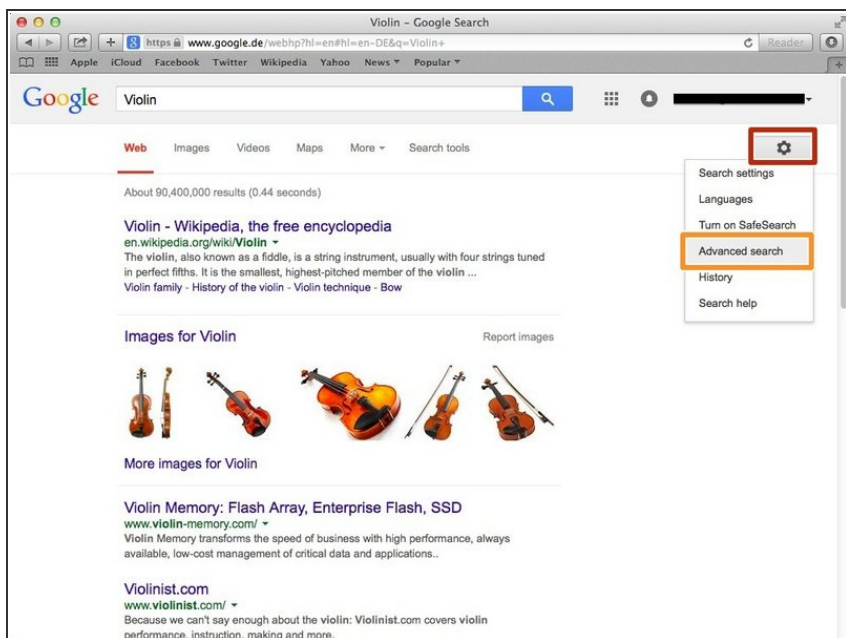 Violin - Google Search
https www.google.de/webhp?hl=en#hl=en-DE&q=Violin+
Reader
Apple iCloud Facebook Twitter Wikipedia Yahoo News Popular
Google Violin
Web Images Videos Maps More Search tools
Search settings
Languages
Turn on SafeSearch
Advanced search
History
Search help
About 90,400,000 results (0.44 seconds)
Violin - Wikipedia, the free encyclopedia
en.wikipedia.org/wiki/Violin
The violin, also known as a fiddle, is a string instrument, usually with four strings tuned
in perfect fifths. It is the smallest, highest-pitched member of the violin ...
Violin family - History of the violin - Violin technique - Bow
Images for Violin Report images
More images for Violin
Violin Memory: Flash Array, Enterprise Flash, SSD
www.violin-memory.com/
Violin Memory transforms the speed of business with high performance, always
available, low-cost management of critical data and applications..
Violinist.com
www.violinist.com/
Because we can't say enough about the violin: Violinist.com covers violin
performance, instruction, making and more.